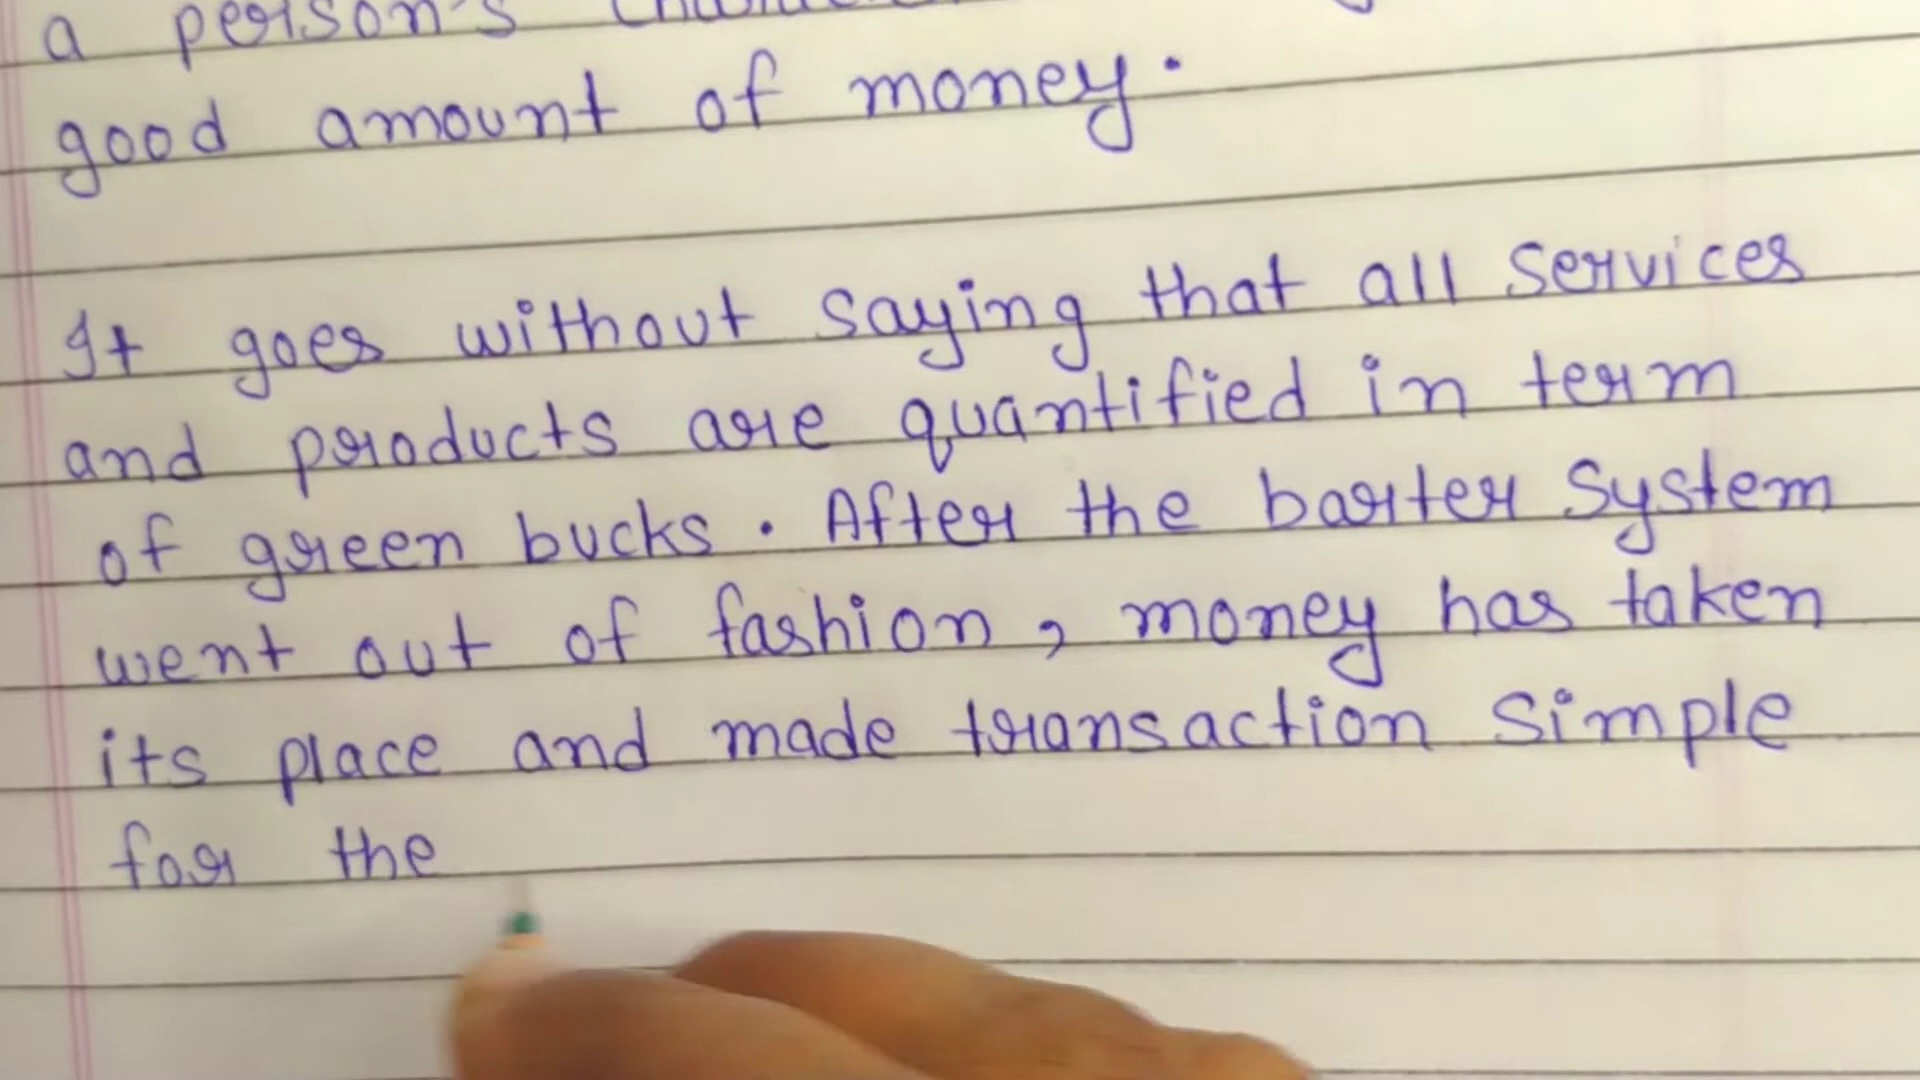 a person's
good amount of money.
It goes without saying that all services
and products are quantified in term
of green bucks. After the barter system
went out of fashion, money has taken
its place and made transaction simple
for the